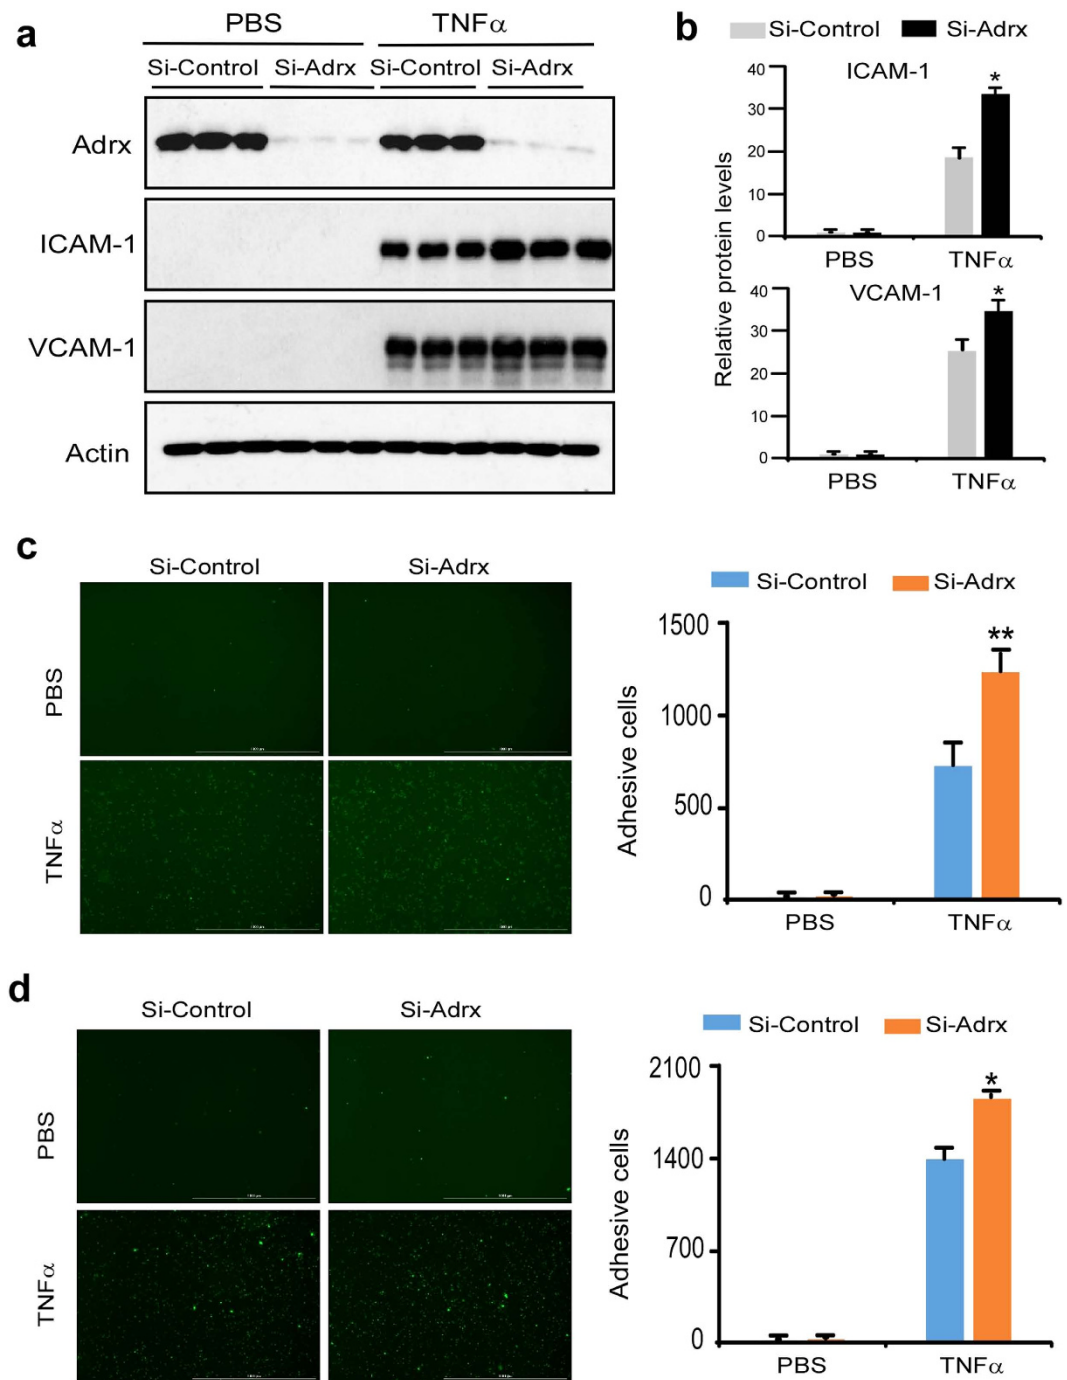 a
PBS TNFα
Si-Control Si-Adrx Si-Control Si-Adrx
Adrx
ICAM-1
VCAM-1
Actin
b
Si-Control Si-Adrx
Relative protein levels
ICAM-1
40
30
20
10
0
*
PBS TNFα
VCAM-1
40
30
20
10
0
*
PBS TNFα
c
Si-Control Si-Adrx
PBS
TNFα
Si-Control Si-Adrx
Adhesive cells
1500
1000
500
0
**
PBS TNFα
d
Si-Control Si-Adrx
PBS
TNFα
Si-Control Si-Adrx
Adhesive cells
2100
1400
700
0
*
PBS TNFα